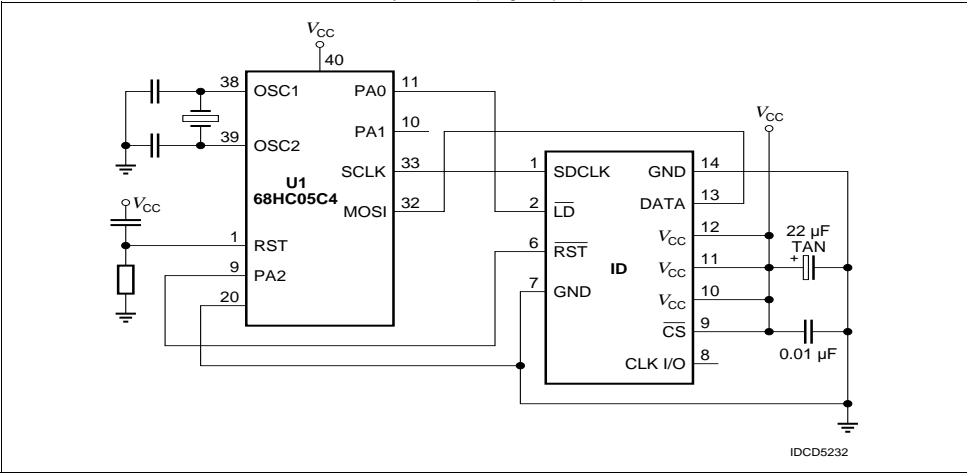 VCC
40
38
OSC1
39
OSC2
U1
68HC05C4
PA0
11
PA1
10
SCLK
33
MOSI
32
VCC
1
RST
9
PA2
20
1
SDCLK
2
LD
6
RST
7
GND
ID
GND
14
DATA
13
VCC
12
VCC
11
VCC
10
CS
9
CLK I/O
8
VCC
22 µF
TAN
+
0.01 µF
IDCD5232